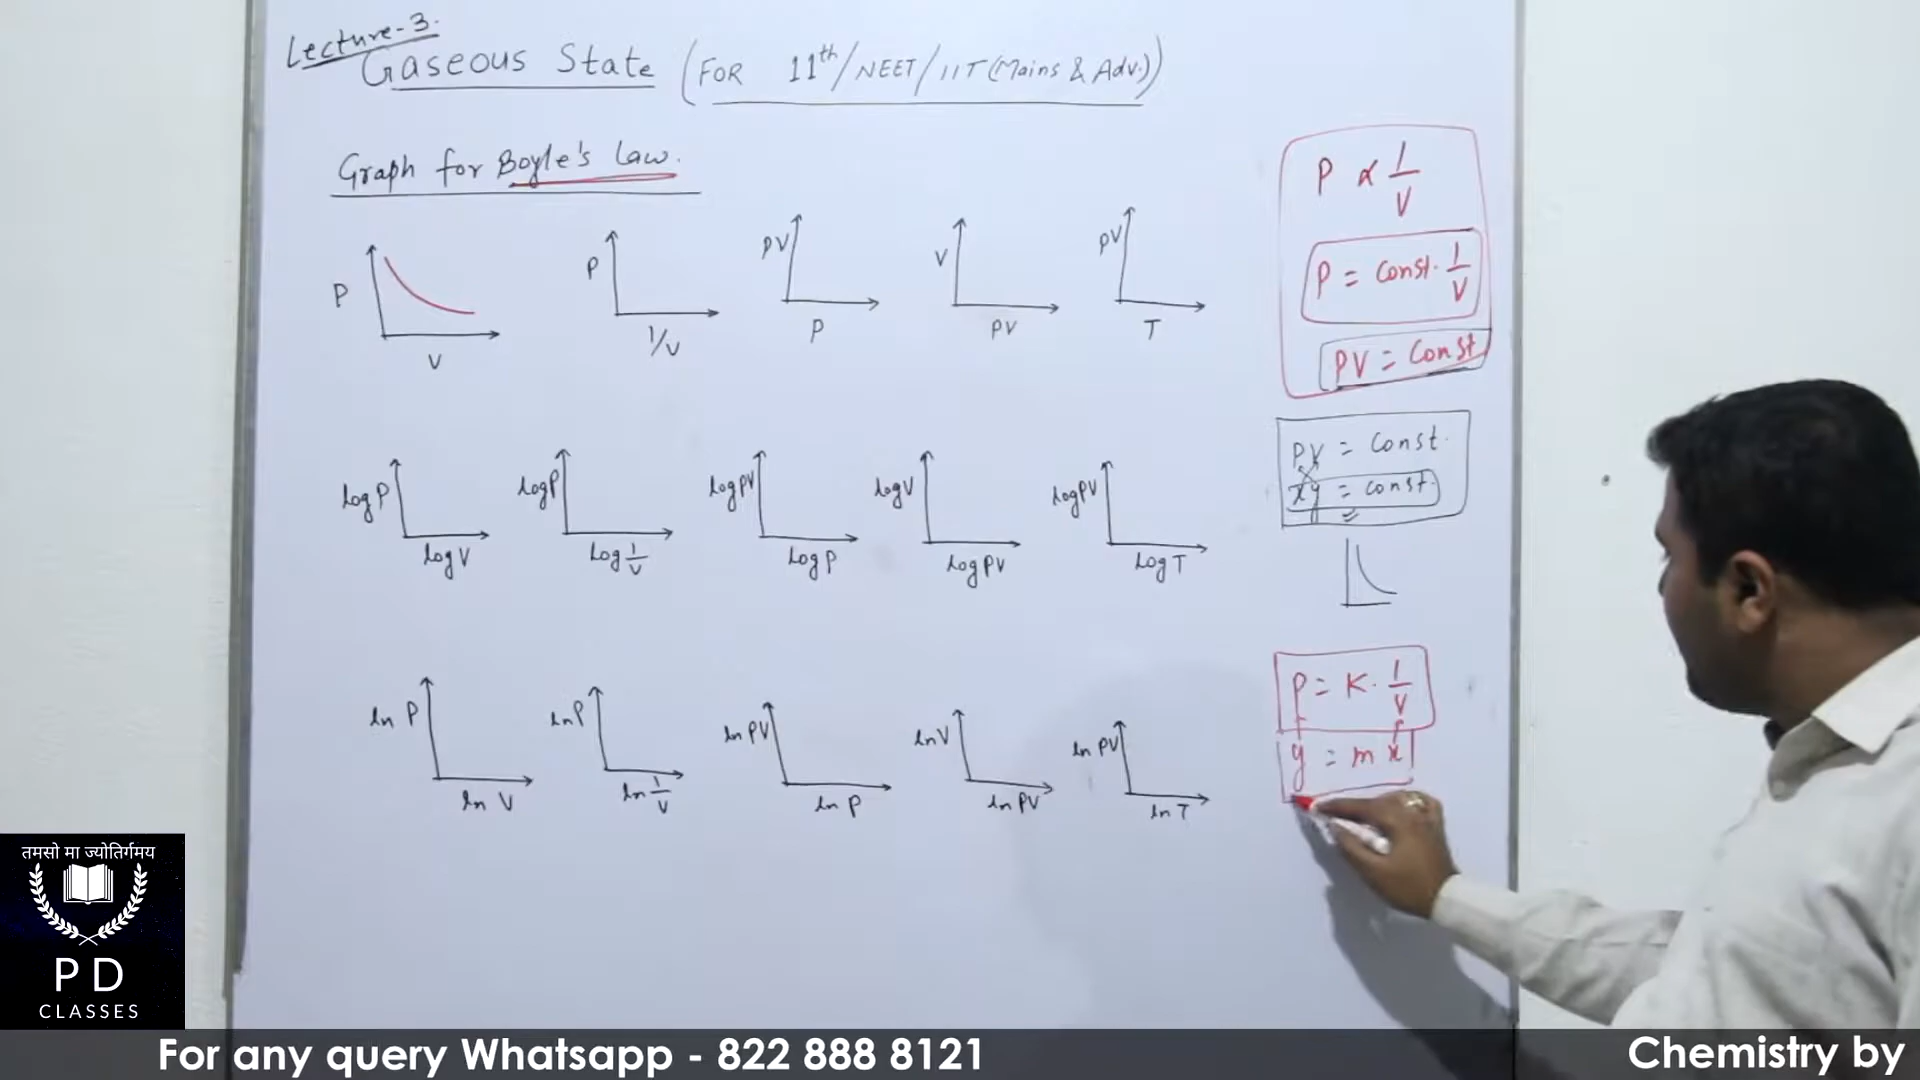 Lecture-3.
Gaseous State (FOR 11th/NEET/IIT (Mains & Adv.))
Graph for Boyle's Law.
P
V
P
1/V
PV
P
V
PV
PV
T
log P
log V
log P
log 1/V
log PV
log P
log V
log PV
log PV
log T
ln P
ln V
ln P
ln 1/V
ln PV
ln P
ln V
ln PV
ln PV
ln T
P ∝ 1/V
P = Const. 1/V
PV = Const
PV = Const.
xy = const.
P = K. 1/V
y = m x
तमसो मा ज्योतिर्गमय
PD
CLASSES
For any query Whatsapp - 822 888 8121
Chemistry by